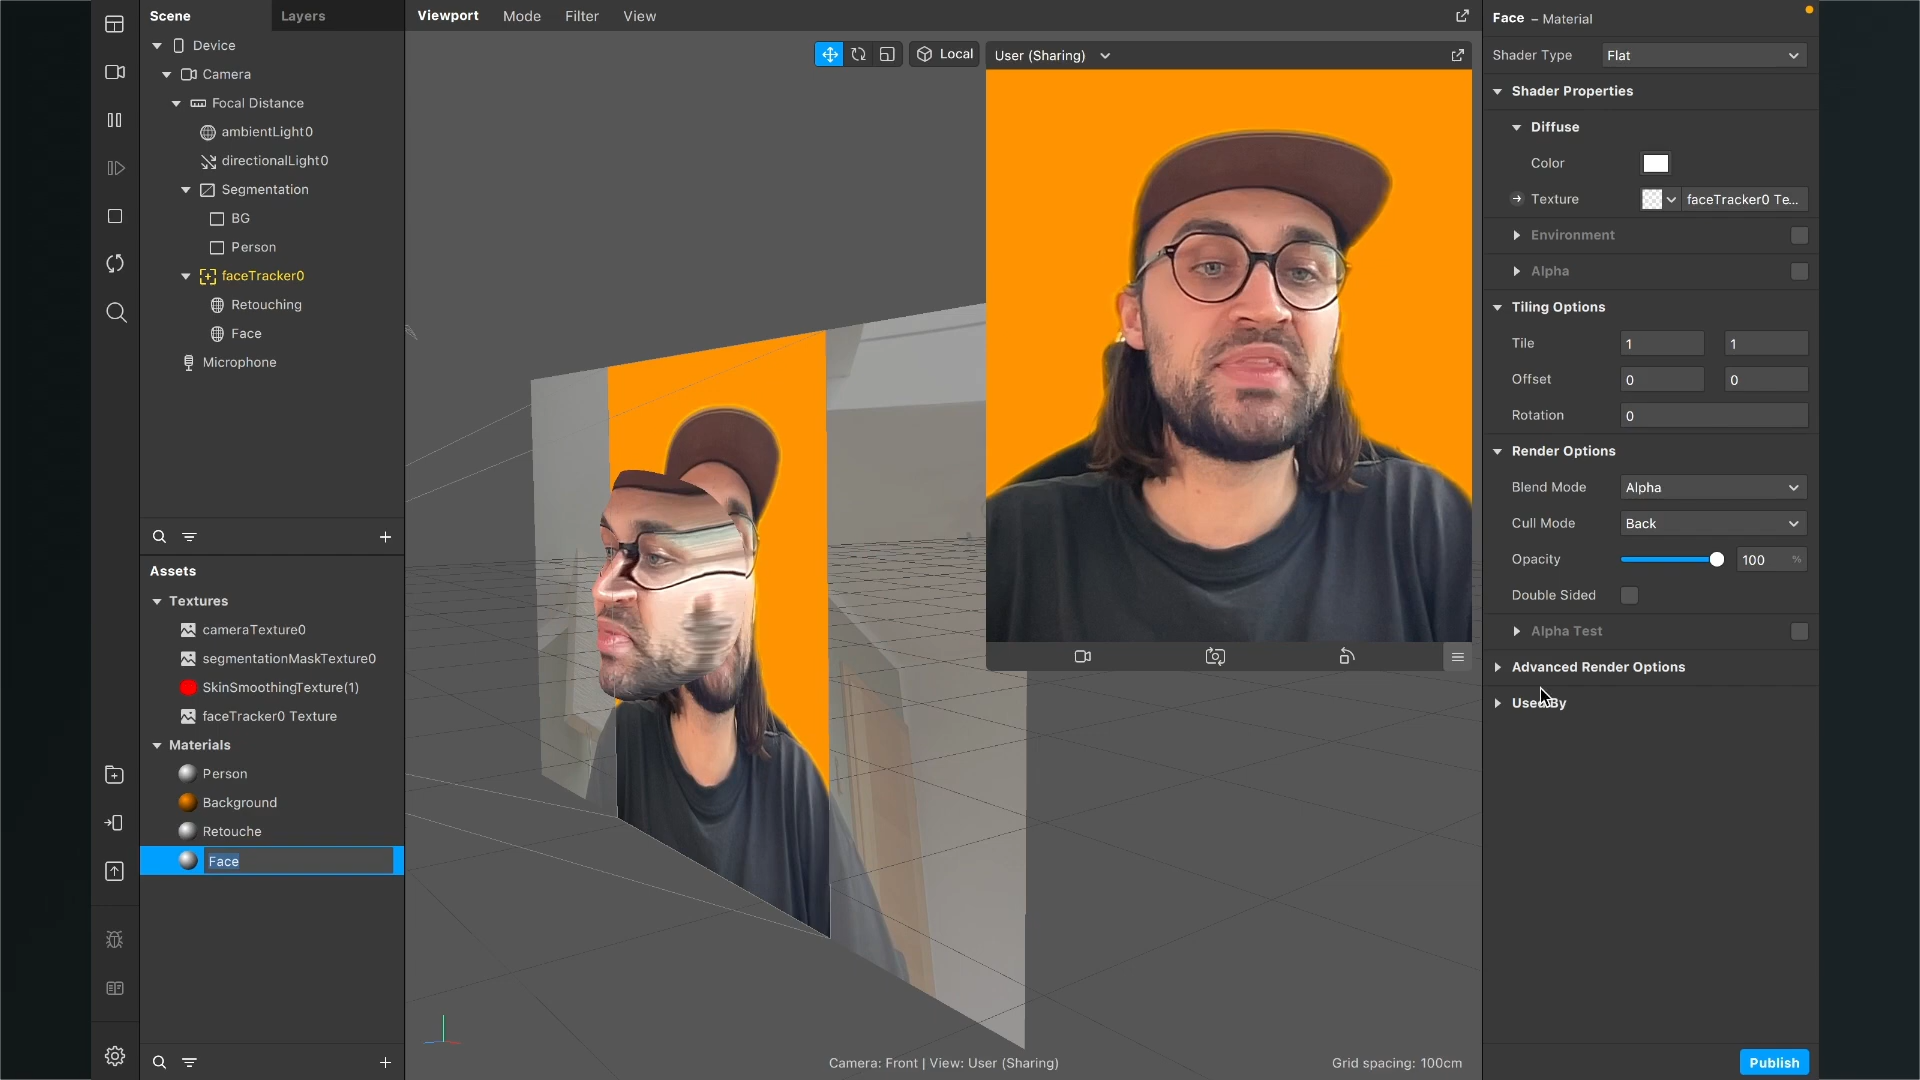 Scene
Layers
Device
Camera
Focal Distance
ambientLight0
directionalLight0
Segmentation
BG
Person
faceTracker0
Retouching
Face
Microphone
Assets
Textures
cameraTexture0
segmentationMaskTexture0
SkinSmoothingTexture(1)
faceTracker0 Texture
Materials
Person
Background
Retouche
Face
Viewport
Mode
Filter
View
Local
User (Sharing)
Camera: Front | View: User (Sharing)
Grid spacing: 100cm
Face – Material
Shader Type
Flat
Shader Properties
Diffuse
Color
Texture
faceTracker0 Te...
Environment
Alpha
Tiling Options
Tile
1
1
Offset
0
0
Rotation
0
Render Options
Blend Mode
Alpha
Cull Mode
Back
Opacity
100 %
Double Sided
Alpha Test
Advanced Render Options
Used By
Publish